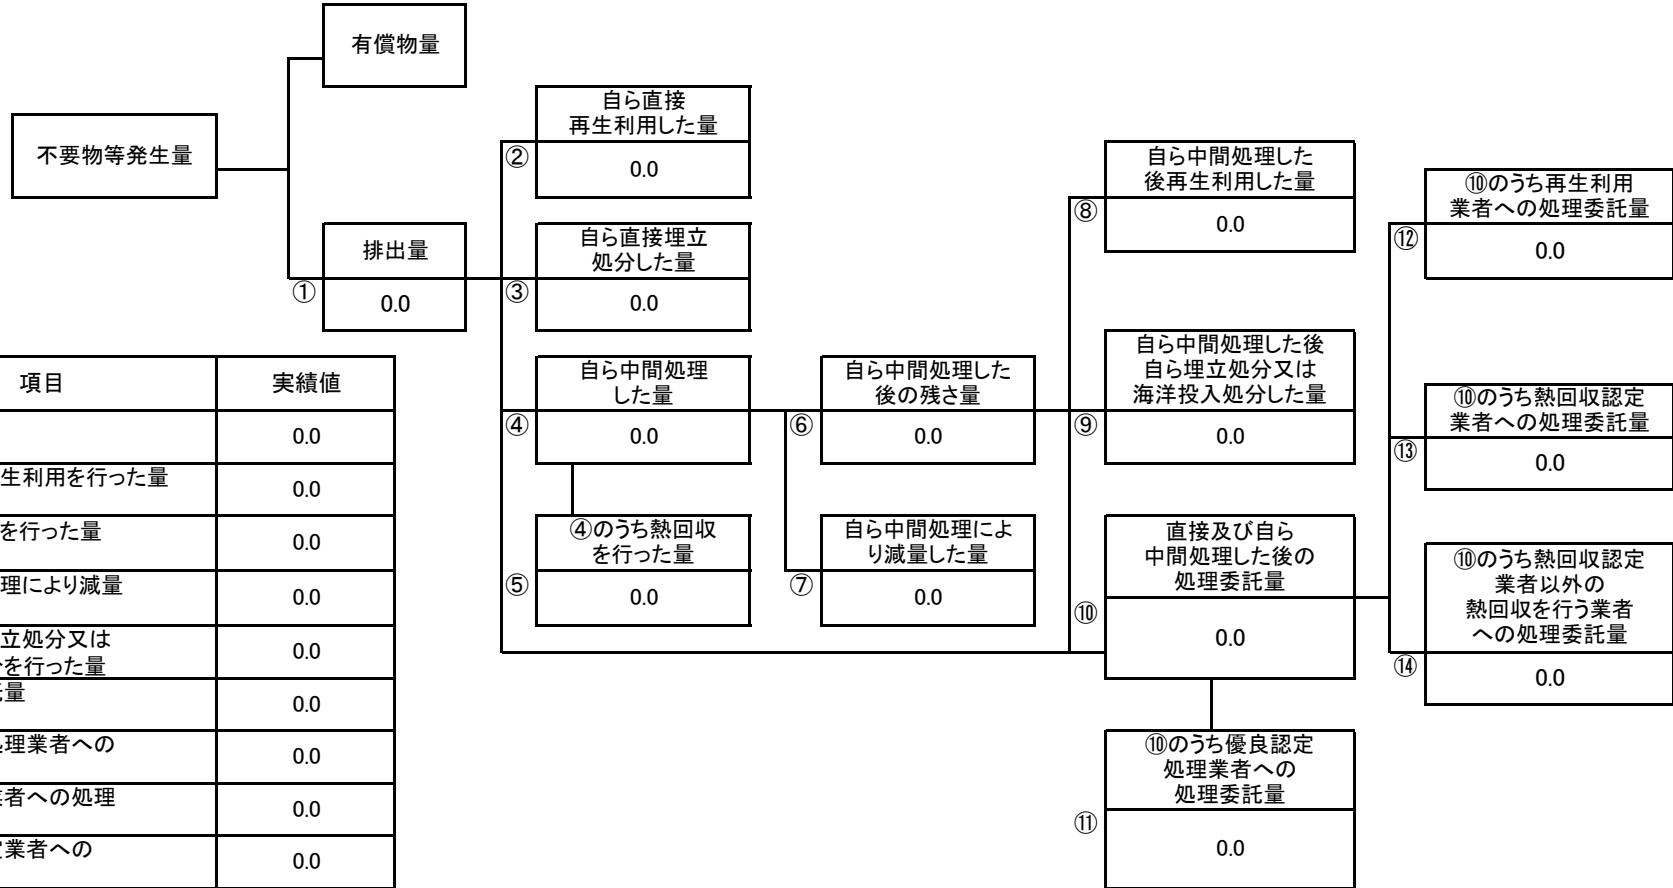 有償物量
不要物等発生量
排出量
①
0.0
自ら直接
再生利用した量
②
0.0
自ら直接埋立
処分した量
③
0.0
自ら中間処理
した量
④
0.0
④のうち熱回収
を行った量
⑤
0.0
自ら中間処理した
後の残さ量
⑥
0.0
自ら中間処理によ
り減量した量
⑦
0.0
自ら中間処理した
後再生利用した量
⑧
0.0
自ら中間処理した後
自ら埋立処分又は
海洋投入処分した量
⑨
0.0
直接及び自ら
中間処理した後の
処理委託量
⑩
0.0
⑩のうち優良認定
処理業者への
処理委託量
⑪
0.0
⑩のうち再生利用
業者への処理委託量
⑫
0.0
⑩のうち熱回収認定
業者への処理委託量
⑬
0.0
⑩のうち熱回収認定
業者以外の
熱回収を行う業者
への処理委託量
⑭
0.0
項目 実績値
0.0
生利用を行った量 0.0
を行った量 0.0
理により減量 0.0
立処分又は
を行った量 0.0
量 0.0
理業者への 0.0
者への処理 0.0
業者への 0.0